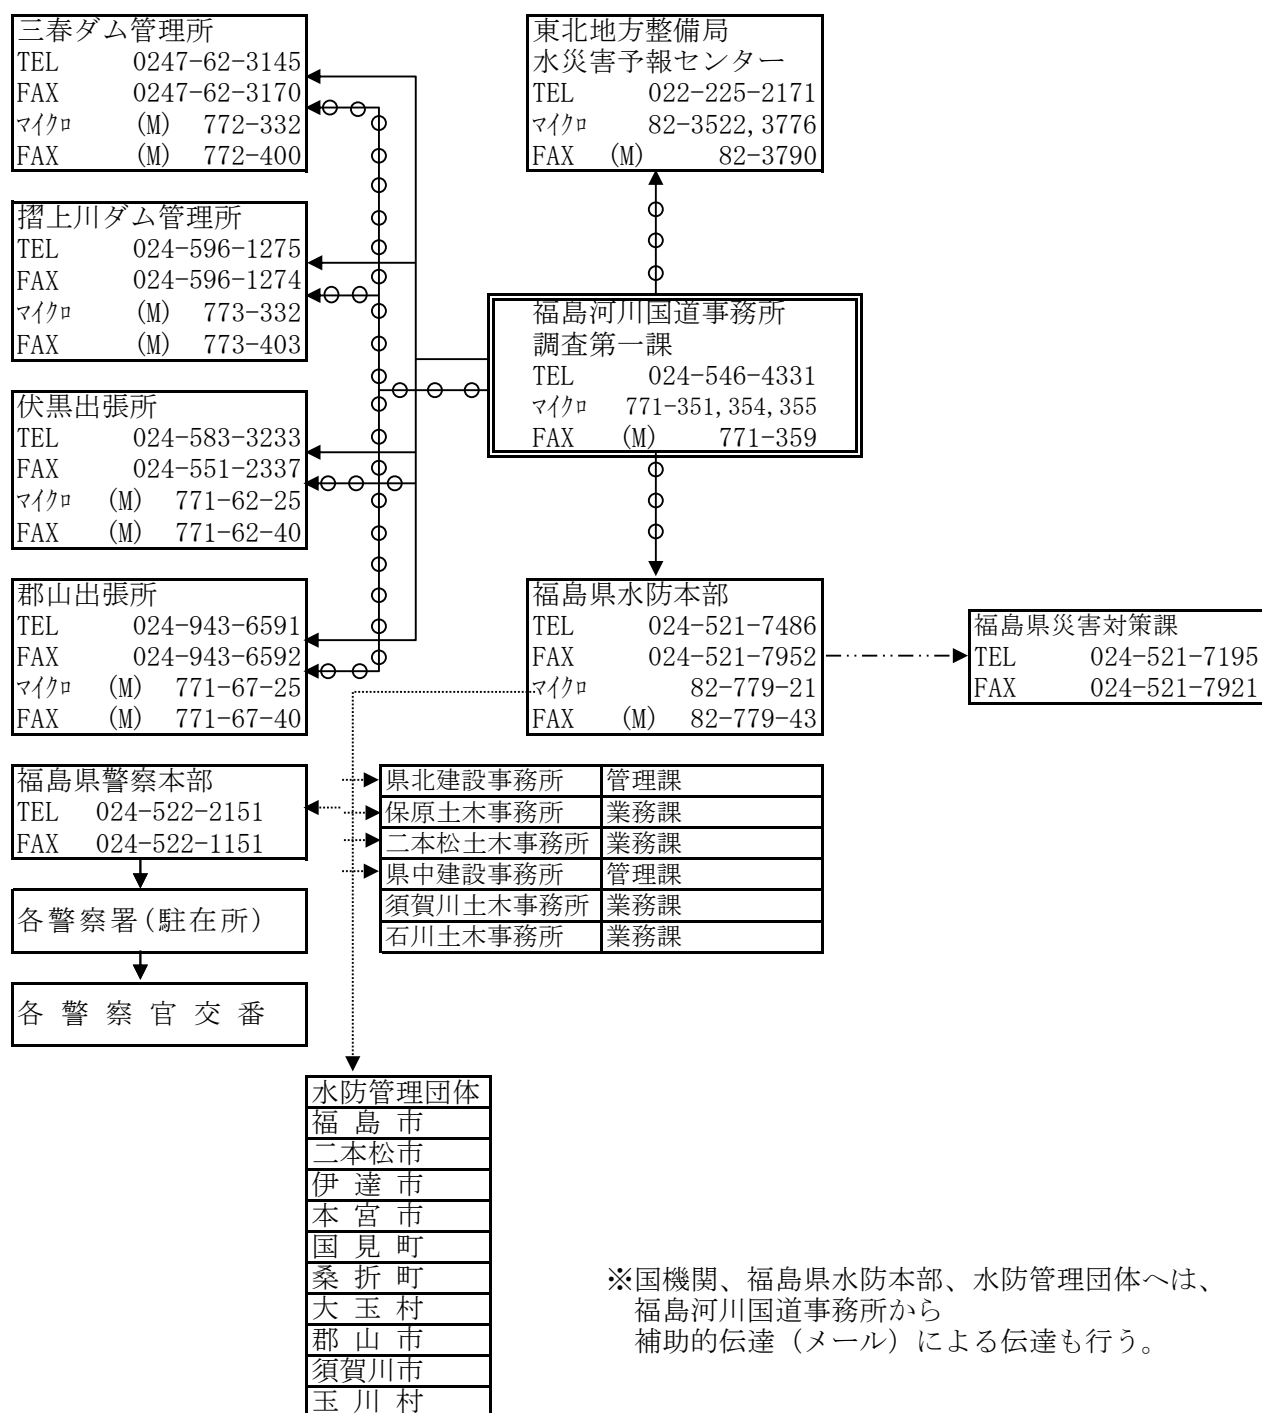 三春ダム管理所
TEL 0247-62-3145
FAX 0247-62-3170
ﾏｲｸﾛ (M) 772-332
FAX (M) 772-400
東北地方整備局
水災害予報センター
TEL 022-225-2171
ﾏｲｸﾛ 82-3522,3776
FAX (M) 82-3790
摺上川ダム管理所
TEL 024-596-1275
FAX 024-596-1274
ﾏｲｸﾛ (M) 773-332
FAX (M) 773-403
福島河川国道事務所
調査第一課
TEL 024-546-4331
ﾏｲｸﾛ 771-351,354,355
FAX (M) 771-359
伏黒出張所
TEL 024-583-3233
FAX 024-551-2337
ﾏｲｸﾛ (M) 771-62-25
FAX (M) 771-62-40
郡山出張所
TEL 024-943-6591
FAX 024-943-6592
ﾏｲｸﾛ (M) 771-67-25
FAX (M) 771-67-40
福島県水防本部
TEL 024-521-7486
FAX 024-521-7952
ﾏｲｸﾛ 82-779-21
FAX (M) 82-779-43
福島県災害対策課
TEL 024-521-7195
FAX 024-521-7921
福島県警察本部
TEL 024-522-2151
FAX 024-522-1151
各警察署(駐在所)
各警察官交番
県北建設事務所 管理課
保原土木事務所 業務課
二本松土木事務所 業務課
県中建設事務所 管理課
須賀川土木事務所 業務課
石川土木事務所 業務課
水防管理団体
福島市
二本松市
伊達市
本宮市
国見町
桑折町
大玉村
郡山市
須賀川市
玉川村
※国機関、福島県水防本部、水防管理団体へは、
福島河川国道事務所から
補助的伝達（メール）による伝達も行う。